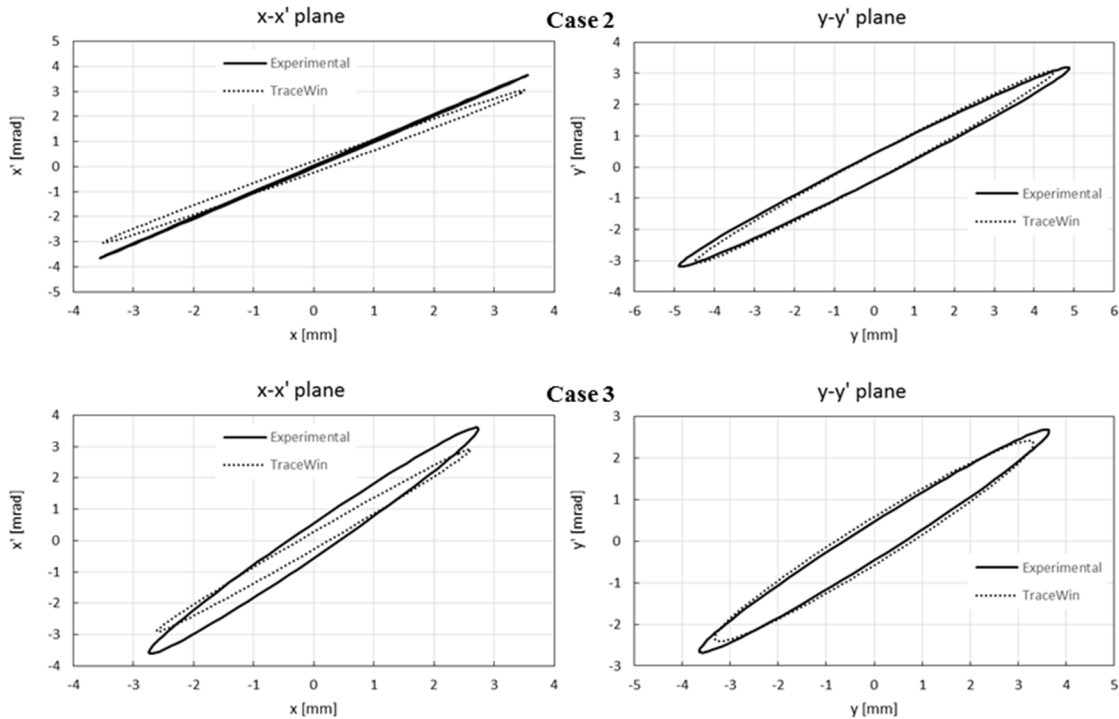 x-x' plane
Case 2
y-y' plane
5
4
3
2
1
0
-1
-2
-3
-4
-5
x' [mrad]
Experimental
TraceWin
-4 -3 -2 -1 0 1 2 3 4
x [mm]
4
3
2
1
0
-1
-2
-3
-4
y' [mrad]
Experimental
TraceWin
-6 -5 -4 -3 -2 -1 0 1 2 3 4 5 6
y [mm]
x-x' plane
Case 3
y-y' plane
4
3
2
1
0
-1
-2
-3
-4
x' [mrad]
Experimental
TraceWin
-4 -3 -2 -1 0 1 2 3 4
x [mm]
3
2
1
0
-1
-2
-3
y' [mrad]
Experimental
TraceWin
-5 -4 -3 -2 -1 0 1 2 3 4 5
y [mm]